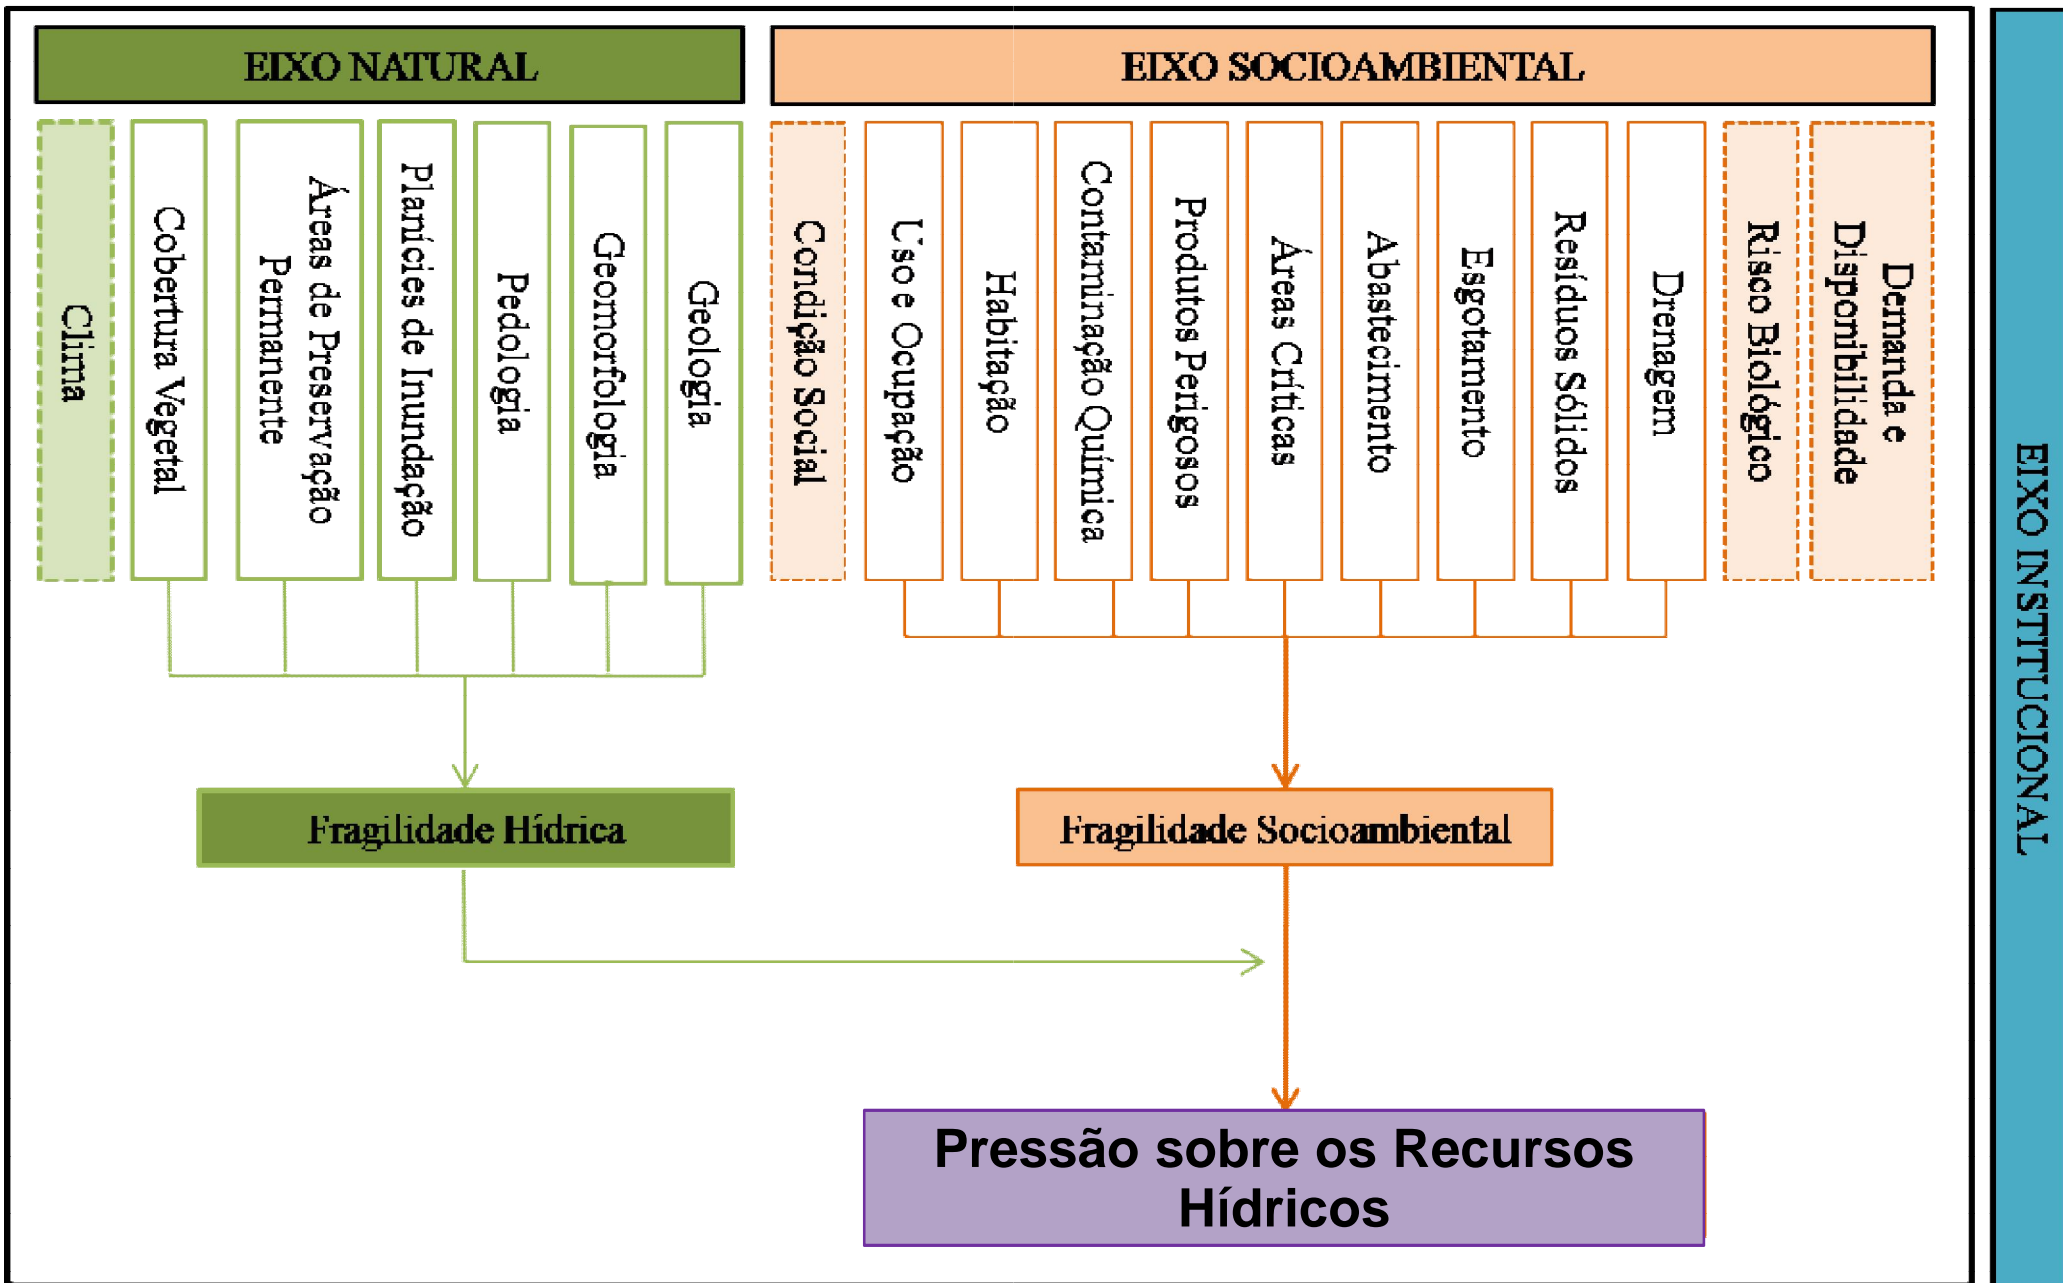 EIXO NATURAL
EIXO SOCIOAMBIENTAL
Clima
Cobertura Vegetal
Áreas de Preservação
Permanente
Planícies de Inundação
Pedologia
Geomorfologia
Geologia
Condição Social
Uso e Ocupação
Habitação
Contaminação Química
Produtos Perigosos
Áreas Críticas
Abastecimento
Esgotamento
Resíduos Sólidos
Drenagem
Risco Biológico
Demanda e
Disponibilidade
EIXO INSTITUCIONAL
Fragilidade Hídrica
Fragilidade Socioambiental
Pressão sobre os Recursos
Hídricos